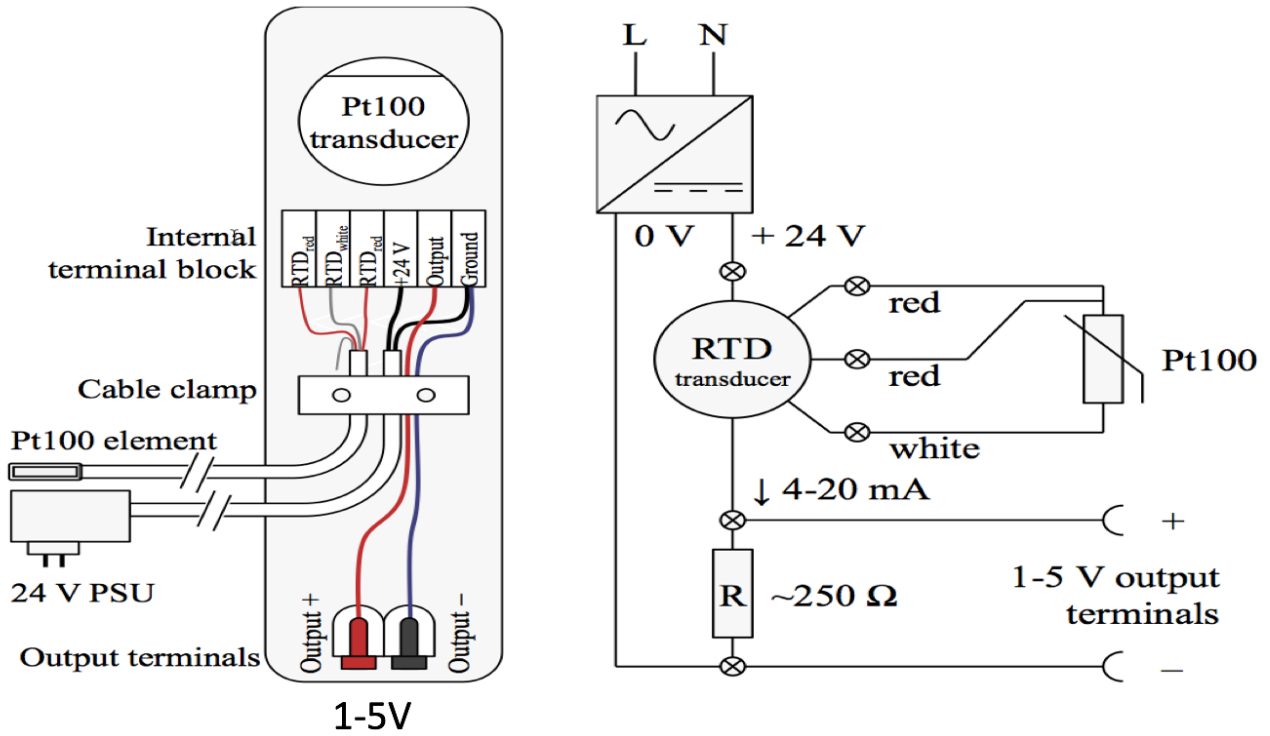 Pt100
transducer
Internal
terminal block
RTDred
RTDwhite
RTDred
+24 V
Output
Ground
Cable clamp
Pt100 element
24 V PSU
Output +
Output −
Output terminals
1-5V
L N
0 V + 24 V
red
RTD
transducer
red
Pt100
white
↓ 4-20 mA
+
R ~250 Ω
1-5 V output
terminals
−